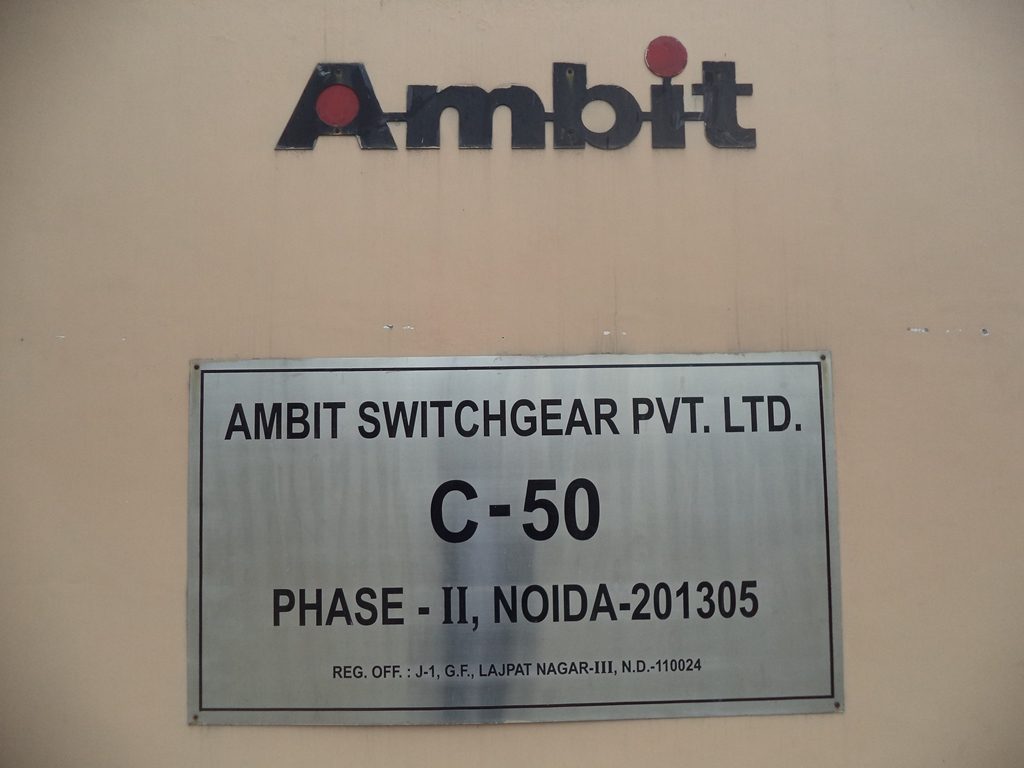 Ambit
AMBIT SWITCHGEAR PVT. LTD.
C-50
PHASE - II, NOIDA-201305
REG. OFF. : J-1, G.F., LAJPAT NAGAR-III, N.D.-110024